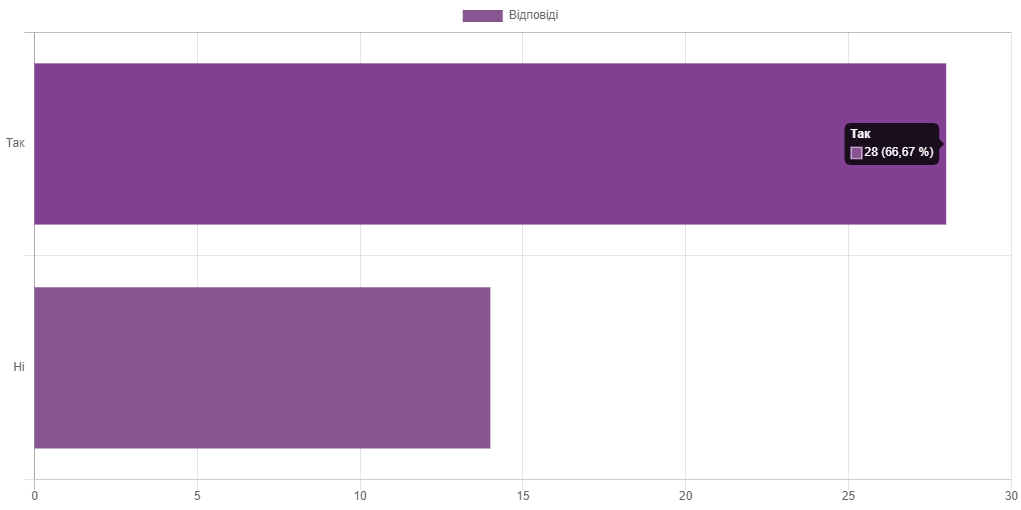 Відповіді
Так
Так
28 (66,67 %)
Ні
0 5 10 15 20 25 30